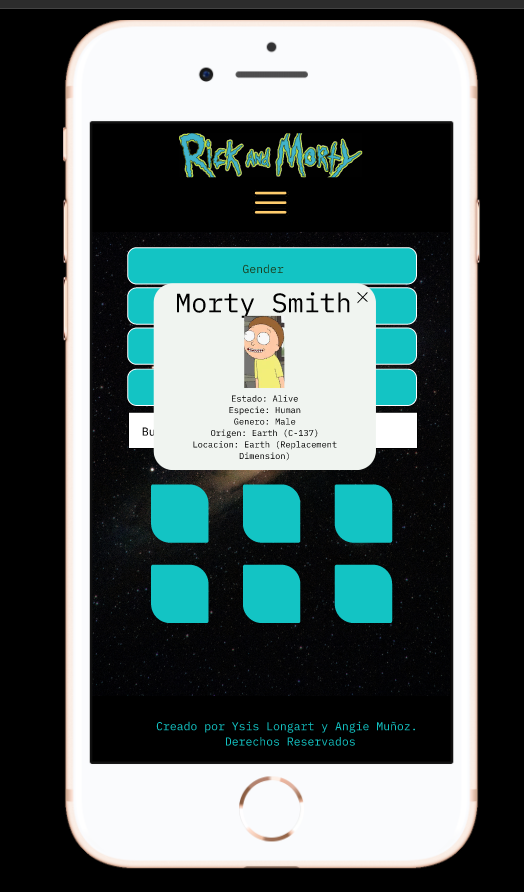 Rick and Morty
Gender
Morty Smith
Estado: Alive
Especie: Human
Genero: Male
Origen: Earth (C-137)
Locacion: Earth (Replacement
Dimension)
Bu
Creado por Ysis Longart y Angie Muñoz.
Derechos Reservados